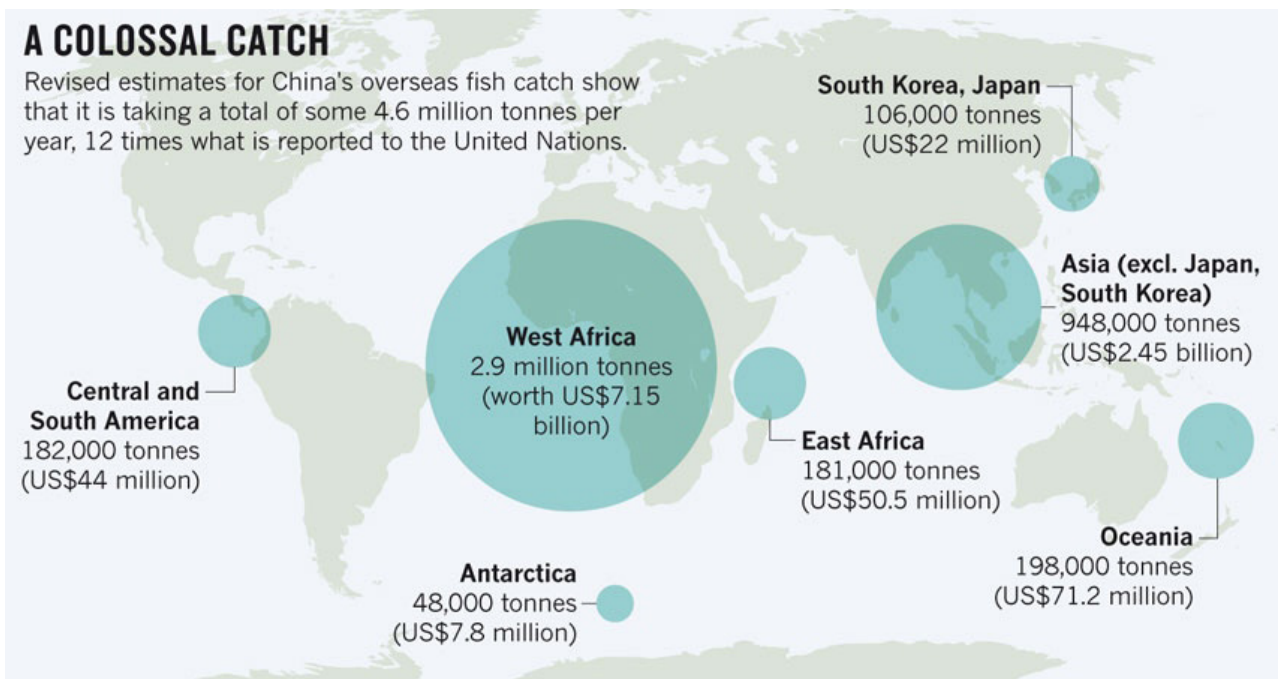 A COLOSSAL CATCH
Revised estimates for China's overseas fish catch show
that it is taking a total of some 4.6 million tonnes per
year, 12 times what is reported to the United Nations.
South Korea, Japan
106,000 tonnes
(US$22 million)
Asia (excl. Japan,
South Korea)
948,000 tonnes
(US$2.45 billion)
West Africa
2.9 million tonnes
(worth US$7.15
billion)
Central and
South America
182,000 tonnes
(US$44 million)
East Africa
181,000 tonnes
(US$50.5 million)
Oceania
198,000 tonnes
(US$71.2 million)
Antarctica
48,000 tonnes
(US$7.8 million)